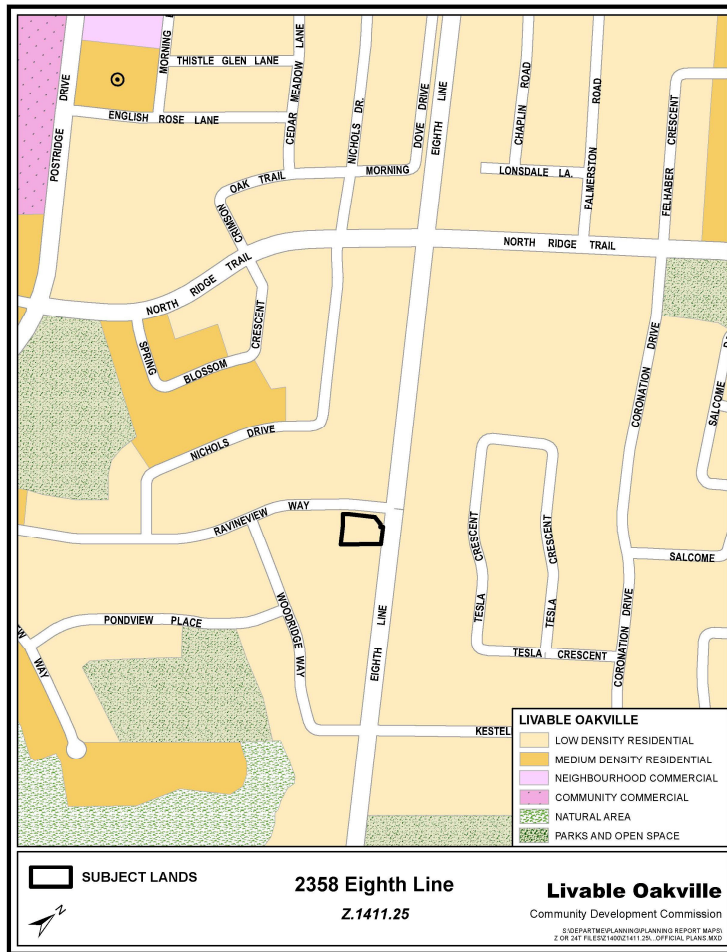 MORNING
THISTLE GLEN LANE
CEDAR MEADOW LANE
NICHOLS DR.
DOVE DRIVE
EIGHTH LINE
CHAPLIN ROAD
PALMERSTON ROAD
FELHABER CRESCENT
POSTRIDGE DRIVE
ENGLISH ROSE LANE
OAK TRAIL
MORNING
LONSDALE LA.
CRIMSON
NORTH RIDGE TRAIL
NORTH RIDGE TRAIL
SPRING
BLOSSOM
CRESCENT
CORONATION DRIVE
SALCOME
NICHOLS DRIVE
RAVINEVIEW WAY
TESLA CRESCENT
TESLA CRESCENT
SALCOME
PONDVIEW PLACE
WOODRIDGE WAY
EIGHTH LINE
TESLA CRESCENT
CORONATION DRIVE
EW WAY
KESTELL
LIVABLE OAKVILLE
LOW DENSITY RESIDENTIAL
MEDIUM DENSITY RESIDENTIAL
NEIGHBOURHOOD COMMERCIAL
COMMUNITY COMMERCIAL
NATURAL AREA
PARKS AND OPEN SPACE
SUBJECT LANDS
N
2358 Eighth Line
Z.1411.25
Livable Oakville
Community Development Commission